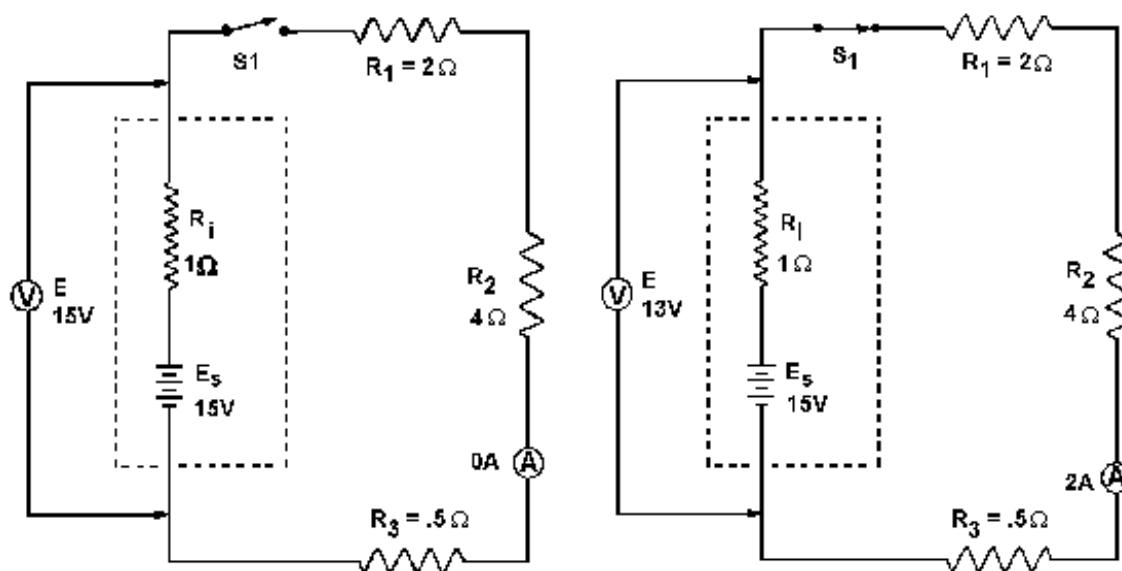 S1
R1 = 2Ω
Ri
1Ω
V
E
15V
R2
4Ω
Es
15V
0A
A
R3 = .5Ω
S1
R1 = 2Ω
RI
1Ω
V
E
13V
R2
4Ω
Es
15V
2A
A
R3 = .5Ω